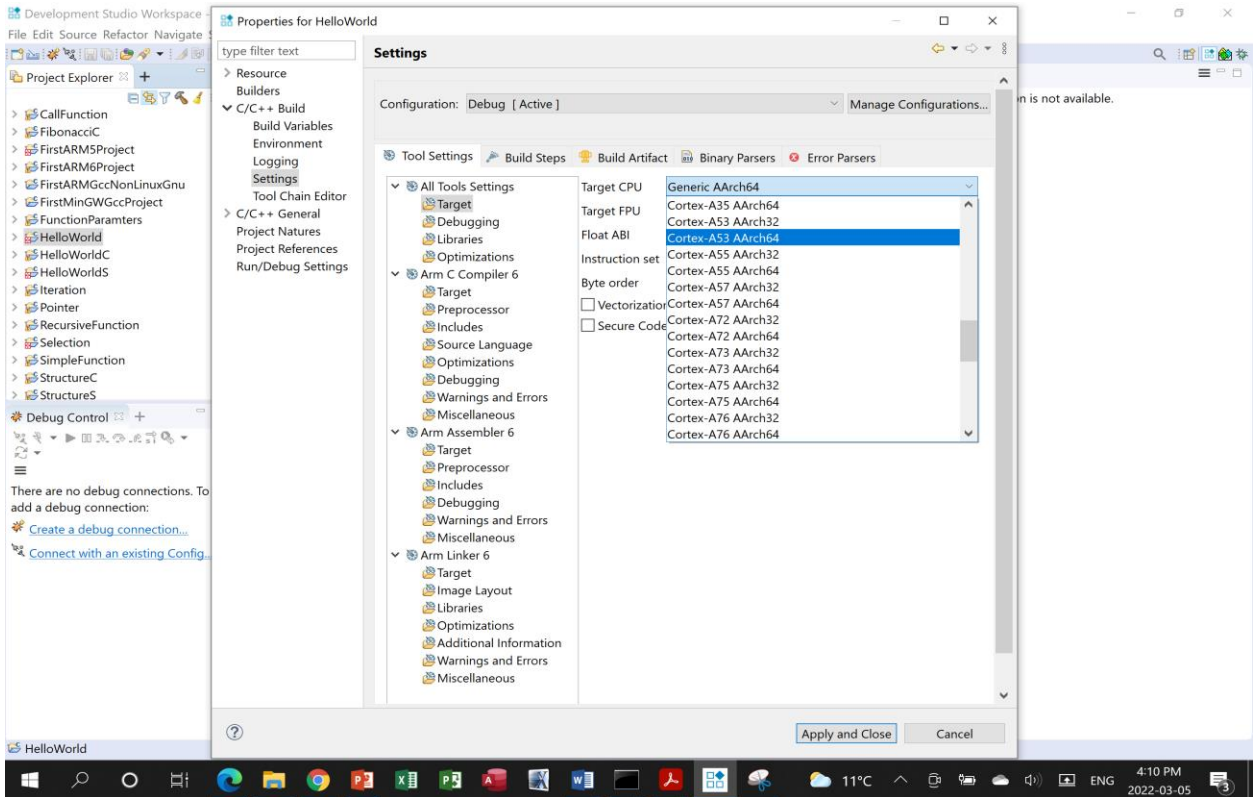 Development Studio Workspace -
File Edit Source Refactor Navigate
Project Explorer
CallFunction
FibonacciC
FirstARM5Project
FirstARM6Project
FirstARMGccNonLinuxGnu
FirstMinGWGccProject
FunctionParamters
HelloWorld
HelloWorldC
HelloWorldS
Iteration
Pointer
RecursiveFunction
Selection
SimpleFunction
StructureC
StructureS
Debug Control
There are no debug connections. To
add a debug connection:
Create a debug connection...
Connect with an existing Config...
HelloWorld
Properties for HelloWorld
type filter text
Resource
Builders
C/C++ Build
Build Variables
Environment
Logging
Settings
Tool Chain Editor
C/C++ General
Project Natures
Project References
Run/Debug Settings
Settings
Configuration: Debug [ Active ]
Manage Configurations...
Tool Settings Build Steps Build Artifact Binary Parsers Error Parsers
All Tools Settings
Target
Debugging
Libraries
Optimizations
Arm C Compiler 6
Target
Preprocessor
Includes
Source Language
Optimizations
Debugging
Warnings and Errors
Miscellaneous
Arm Assembler 6
Target
Preprocessor
Includes
Debugging
Warnings and Errors
Miscellaneous
Arm Linker 6
Target
Image Layout
Libraries
Optimizations
Additional Information
Warnings and Errors
Miscellaneous
Target CPU Generic AArch64
Target FPU
Float ABI
Instruction set
Byte order
Vectorization
Secure Code
Cortex-A35 AArch64
Cortex-A53 AArch32
Cortex-A53 AArch64
Cortex-A55 AArch32
Cortex-A55 AArch64
Cortex-A57 AArch32
Cortex-A57 AArch64
Cortex-A72 AArch32
Cortex-A72 AArch64
Cortex-A73 AArch32
Cortex-A73 AArch64
Cortex-A75 AArch32
Cortex-A75 AArch64
Cortex-A76 AArch32
Cortex-A76 AArch64
Apply and Close
Cancel
n is not available.
11°C
ENG
4:10 PM
2022-03-05
3